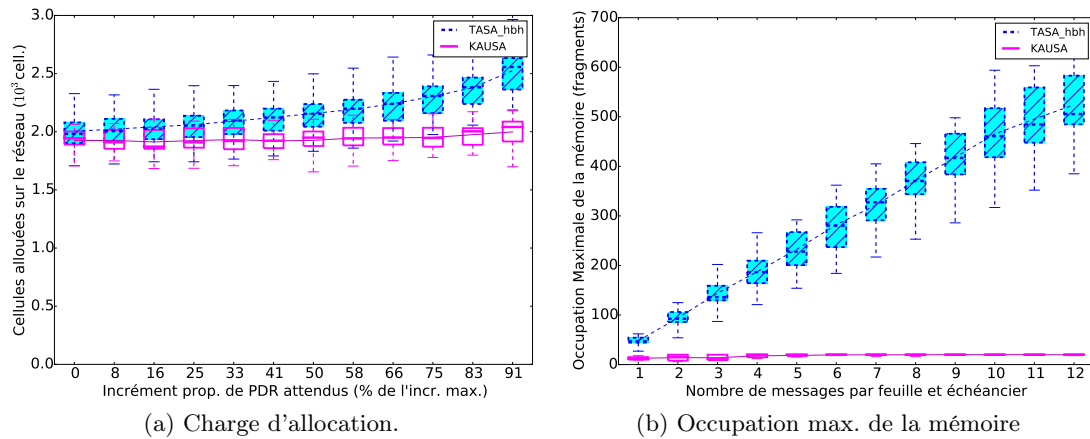 3.0
2.5
2.0
1.5
1.0
0.5
0.0
Cellules allouées sur le réseau (10³ cell.)
TASA_hbh
KAUSA
0 8 16 25 33 41 50 58 66 75 83 91
Incrément prop. de PDR attendus (% de l'incr. max.)
(a) Charge d'allocation.
700
600
500
400
300
200
100
0
Occupation Maximale de la mémoire (fragments)
TASA_hbh
KAUSA
1 2 3 4 5 6 7 8 9 10 11 12
Nombre de messages par feuille et échéancier
(b) Occupation max. de la mémoire